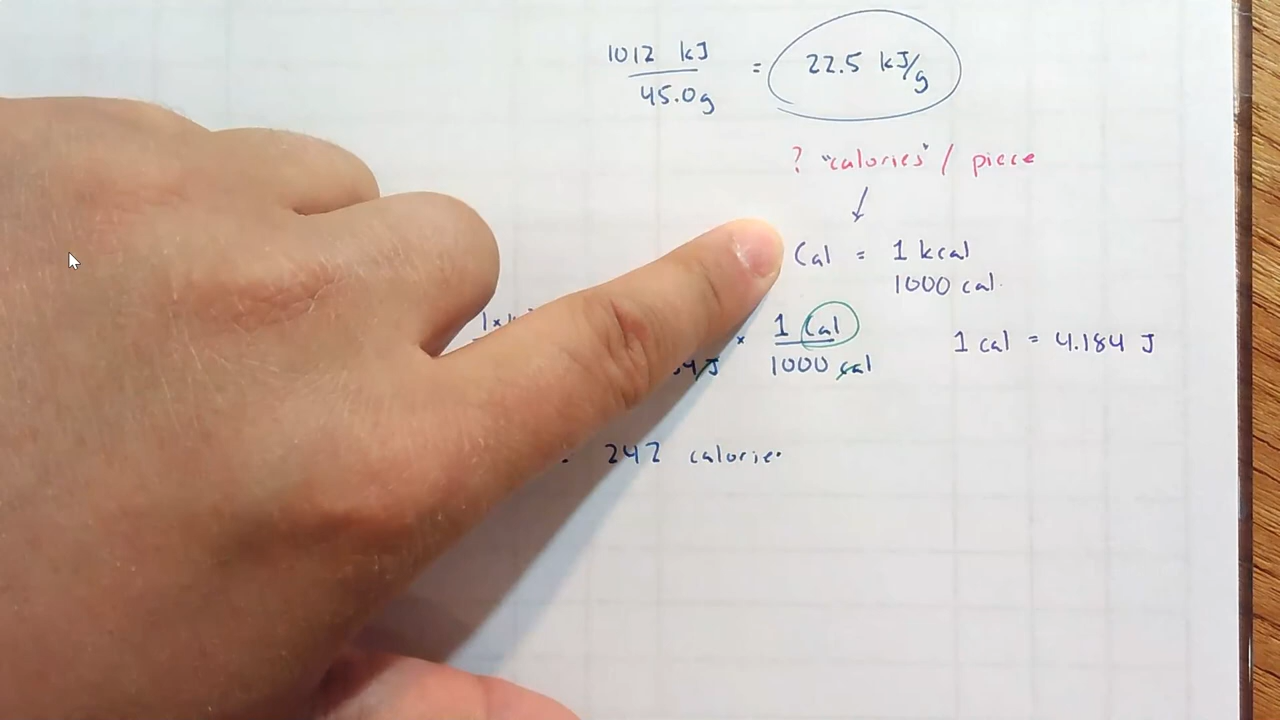 1012 kJ = 22.5 kJ/g
45.0g
? "calories" / piece
Cal = 1 kcal
1000 cal
× 1 Cal
1000 cal
1 cal = 4.184 J
242 calories